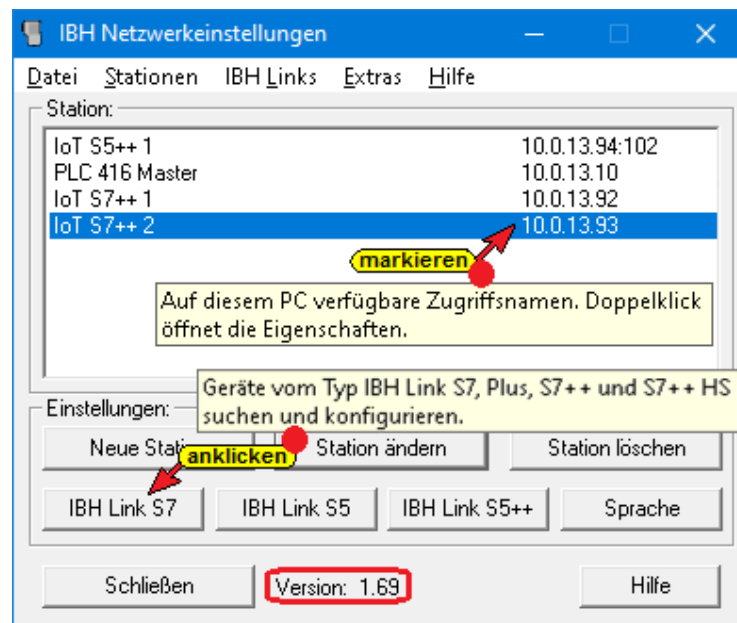 IBH Netzwerkeinstellungen
Datei Stationen IBH Links Extras Hilfe
Station:
IoT S5++ 1 10.0.13.94:102
PLC 416 Master 10.0.13.10
IoT S7++ 1 10.0.13.92
IoT S7++ 2 10.0.13.93
markieren
Auf diesem PC verfügbare Zugriffsnamen. Doppelklick
öffnet die Eigenschaften.
Geräte vom Typ IBH Link S7, Plus, S7++ und S7++ HS
suchen und konfigurieren.
Einstellungen:
Neue Stati
anklicken
Station ändern Station löschen
IBH Link S7 IBH Link S5 IBH Link S5++ Sprache
Schließen Version: 1.69 Hilfe